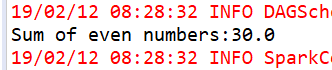 19/02/12 08:28:32 INFO DAGSche
Sum of even numbers:30.0
19/02/12 08:28:32 INFO SparkCo